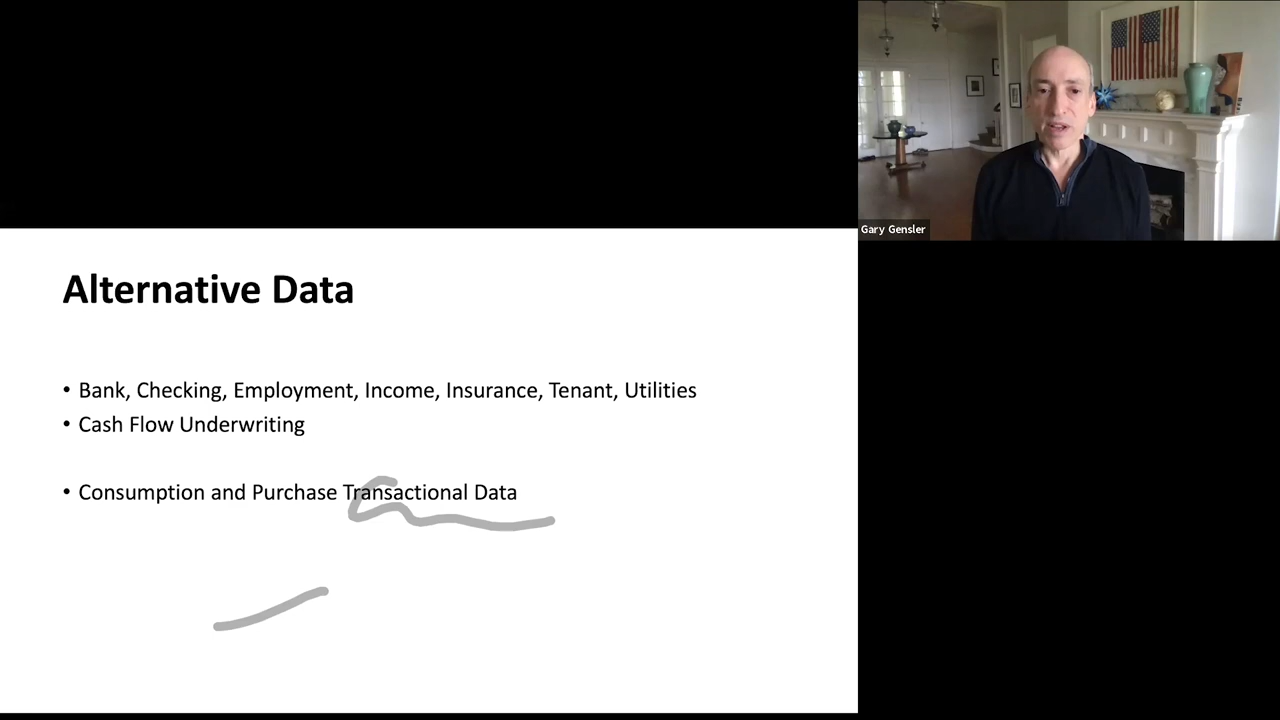 Gary Gensler
Alternative Data
• Bank, Checking, Employment, Income, Insurance, Tenant, Utilities
• Cash Flow Underwriting
• Consumption and Purchase Transactional Data